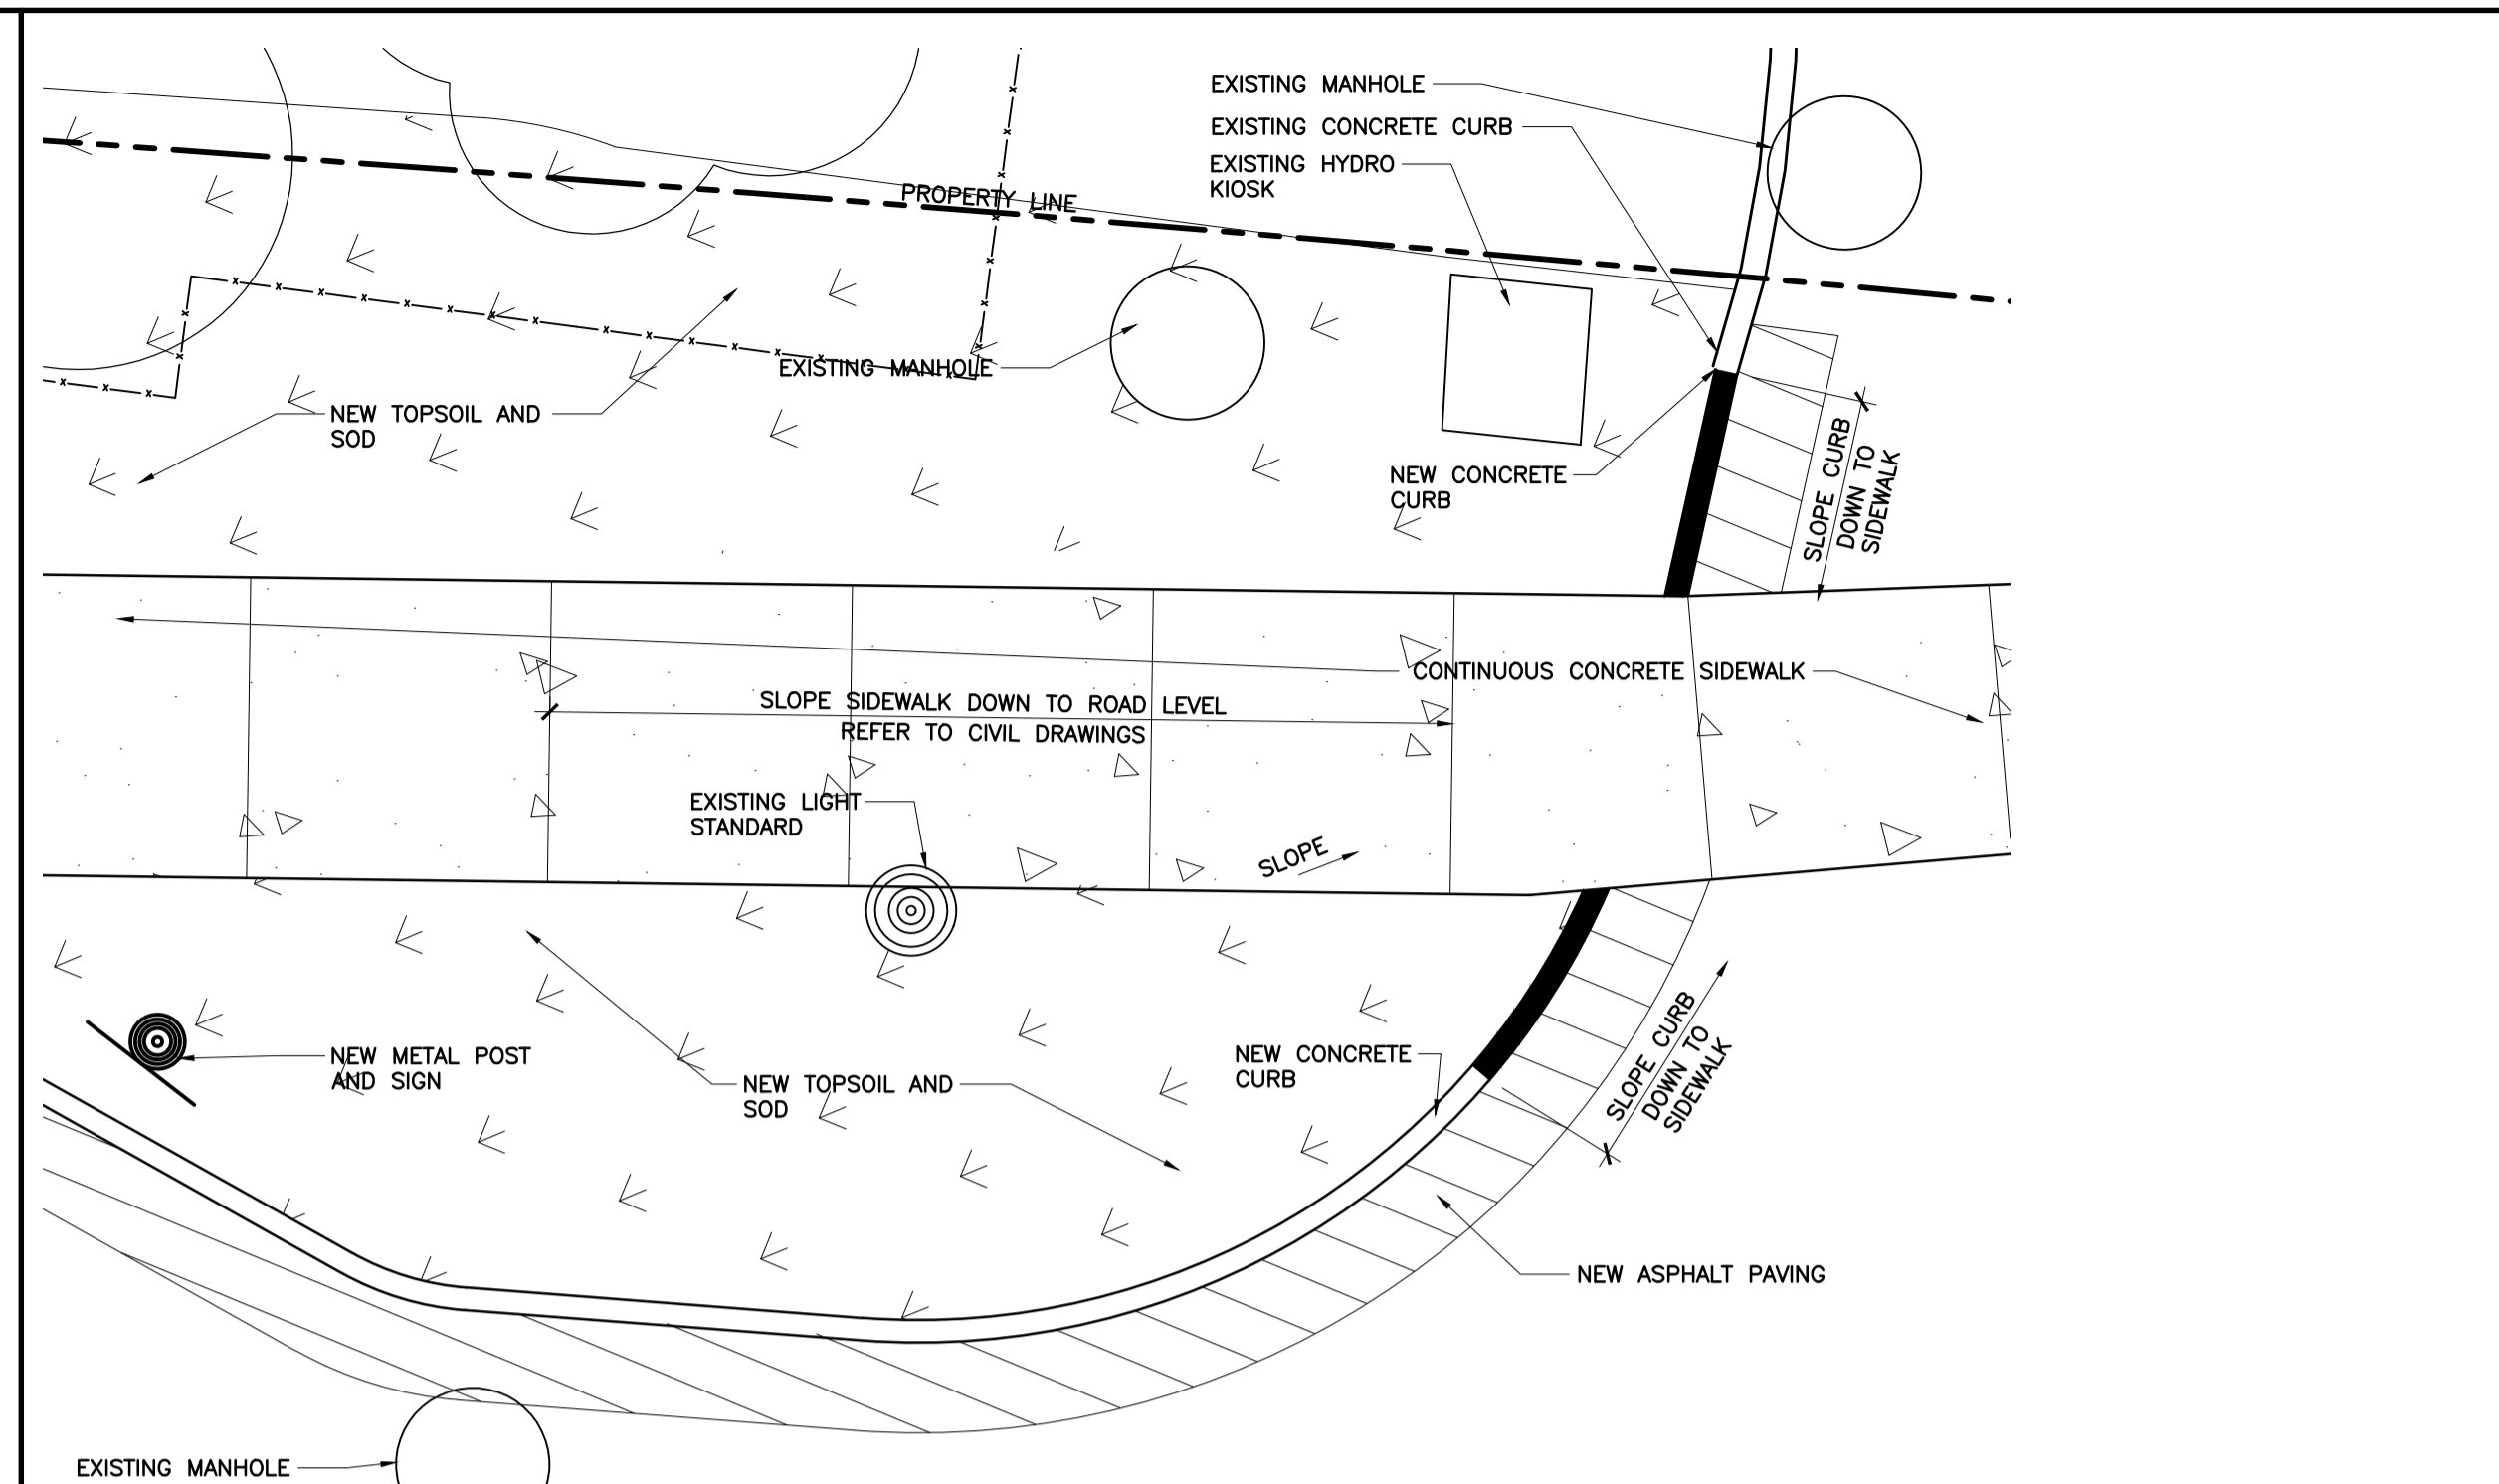 EXISTING MANHOLE
EXISTING CONCRETE CURB
EXISTING HYDRO
KIOSK
PROPERTY LINE
EXISTING MANHOLE
NEW TOPSOIL AND
SOD
NEW CONCRETE
CURB
SLOPE CURB
DOWN TO
SIDEWALK
CONTINUOUS CONCRETE SIDEWALK
SLOPE SIDEWALK DOWN TO ROAD LEVEL
REFER TO CIVIL DRAWINGS
EXISTING LIGHT
STANDARD
SLOPE
NEW METAL POST
AND SIGN
NEW TOPSOIL AND
SOD
NEW CONCRETE
CURB
SLOPE CURB
DOWN TO
SIDEWALK
NEW ASPHALT PAVING
EXISTING MANHOLE